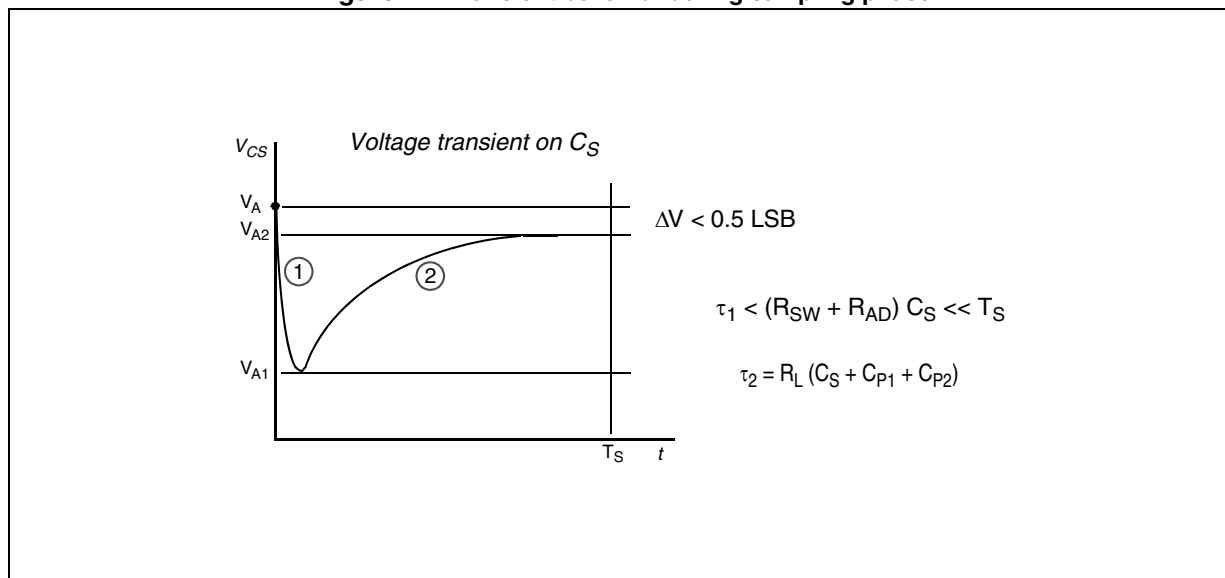 Voltage transient on CS
VCS
VA
VA2
ΔV < 0.5 LSB
1
2
τ1 < (RSW + RAD) CS << TS
VA1
τ2 = RL (CS + CP1 + CP2)
TS
t